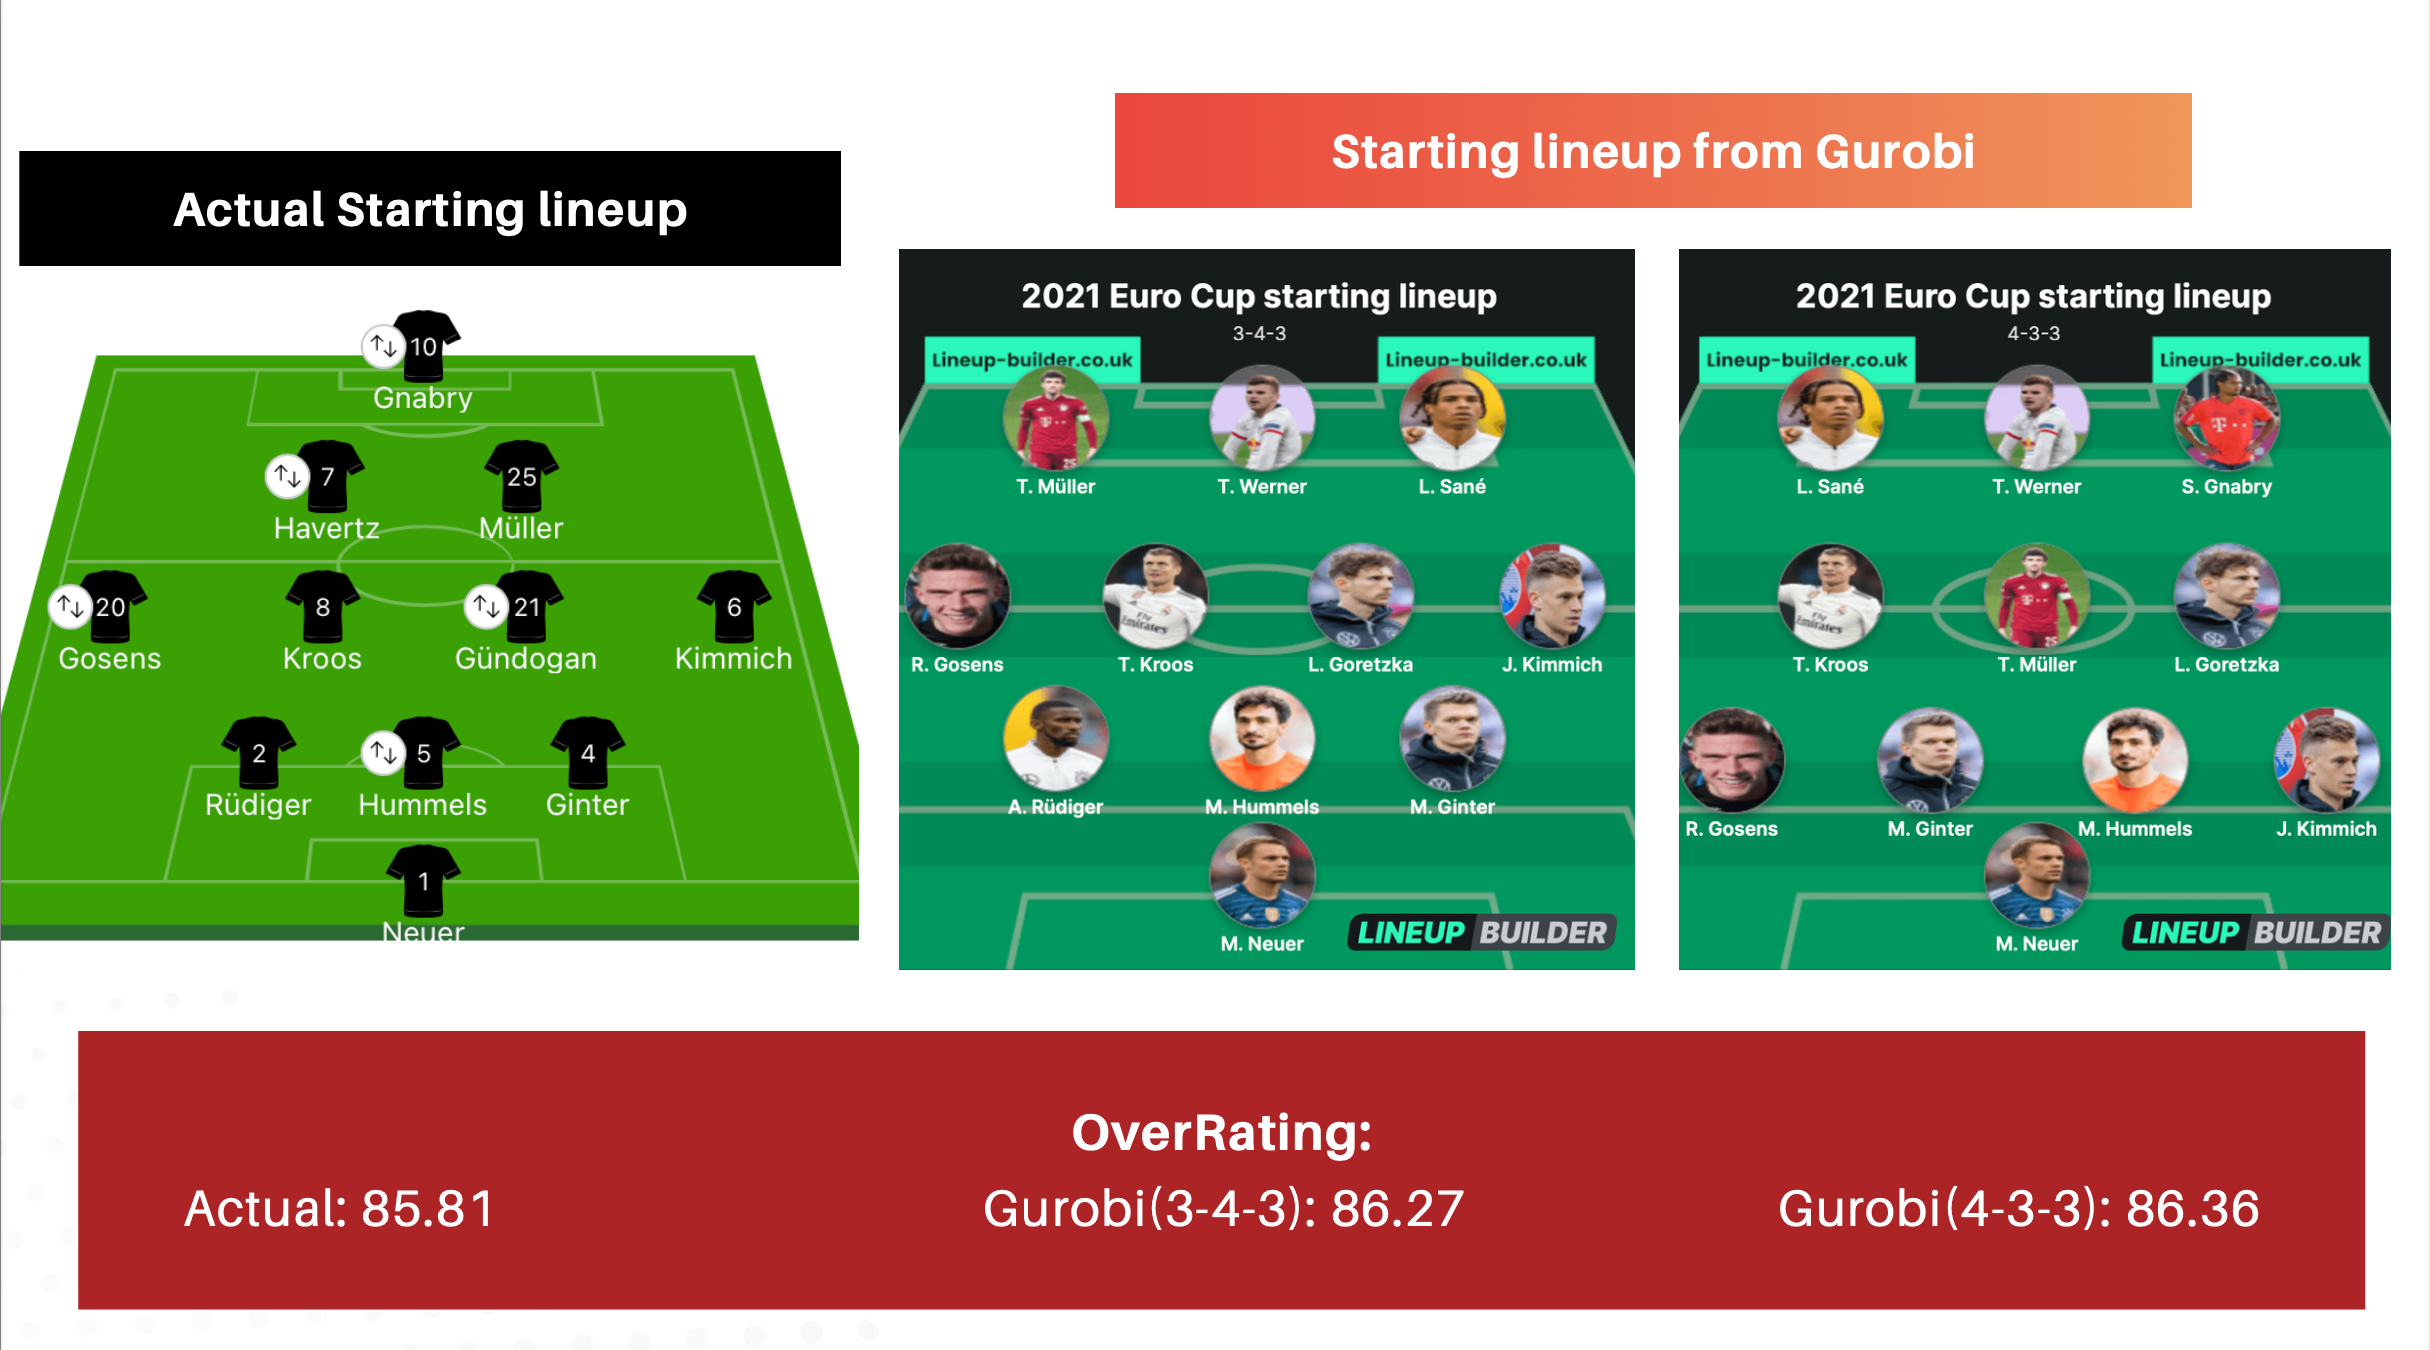 Starting lineup from Gurobi
Actual Starting lineup
10
Gnabry
7
25
Havertz
Müller
20
8
21
6
Gosens
Kroos
Gündogan
Kimmich
2
5
4
Rüdiger
Hummels
Ginter
1
Neuer
2021 Euro Cup starting lineup
3-4-3
Lineup-builder.co.uk
Lineup-builder.co.uk
T. Müller
T. Werner
L. Sané
R. Gosens
T. Kroos
L. Goretzka
J. Kimmich
A. Rüdiger
M. Hummels
M. Ginter
M. Neuer
LINEUP BUILDER
2021 Euro Cup starting lineup
4-3-3
Lineup-builder.co.uk
Lineup-builder.co.uk
L. Sané
T. Werner
S. Gnabry
T. Kroos
T. Müller
L. Goretzka
R. Gosens
M. Ginter
M. Hummels
J. Kimmich
M. Neuer
LINEUP BUILDER
OverRating:
Actual: 85.81
Gurobi(3-4-3): 86.27
Gurobi(4-3-3): 86.36